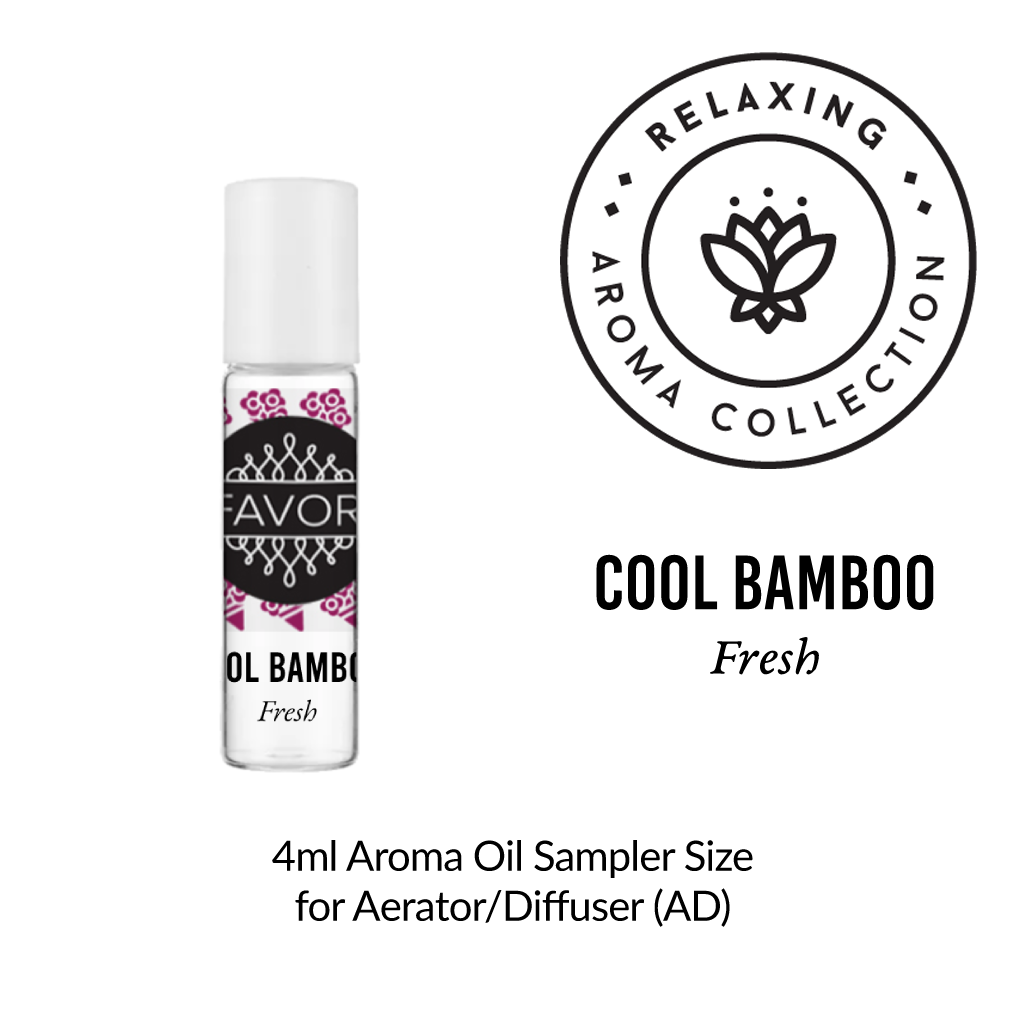 RELAXING
AROMA COLLECTION
FAVOR
OL BAMBO
Fresh
COOL BAMBOO
Fresh
4ml Aroma Oil Sampler Size
for Aerator/Diffuser (AD)